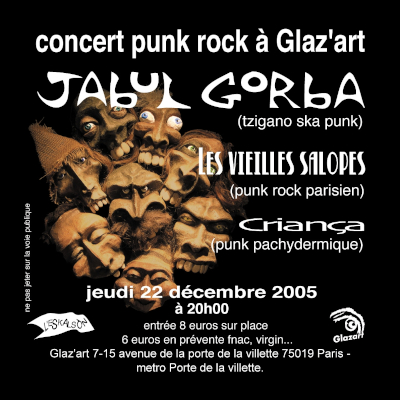 concert punk rock à Glaz'art
JABUL GORBA
(tzigano ska punk)
LES VIEILLES SALOPES
(punk rock parisien)
Criança
(punk pachydermique)
ne pas jeter sur la voie publique
jeudi 22 décembre 2005
à 20h00
entrée 8 euros sur place
6 euros en prévente fnac, virgin...
Glaz'art 7-15 avenue de la porte de la villette 75019 Paris -
metro Porte de la villette.
Glazart